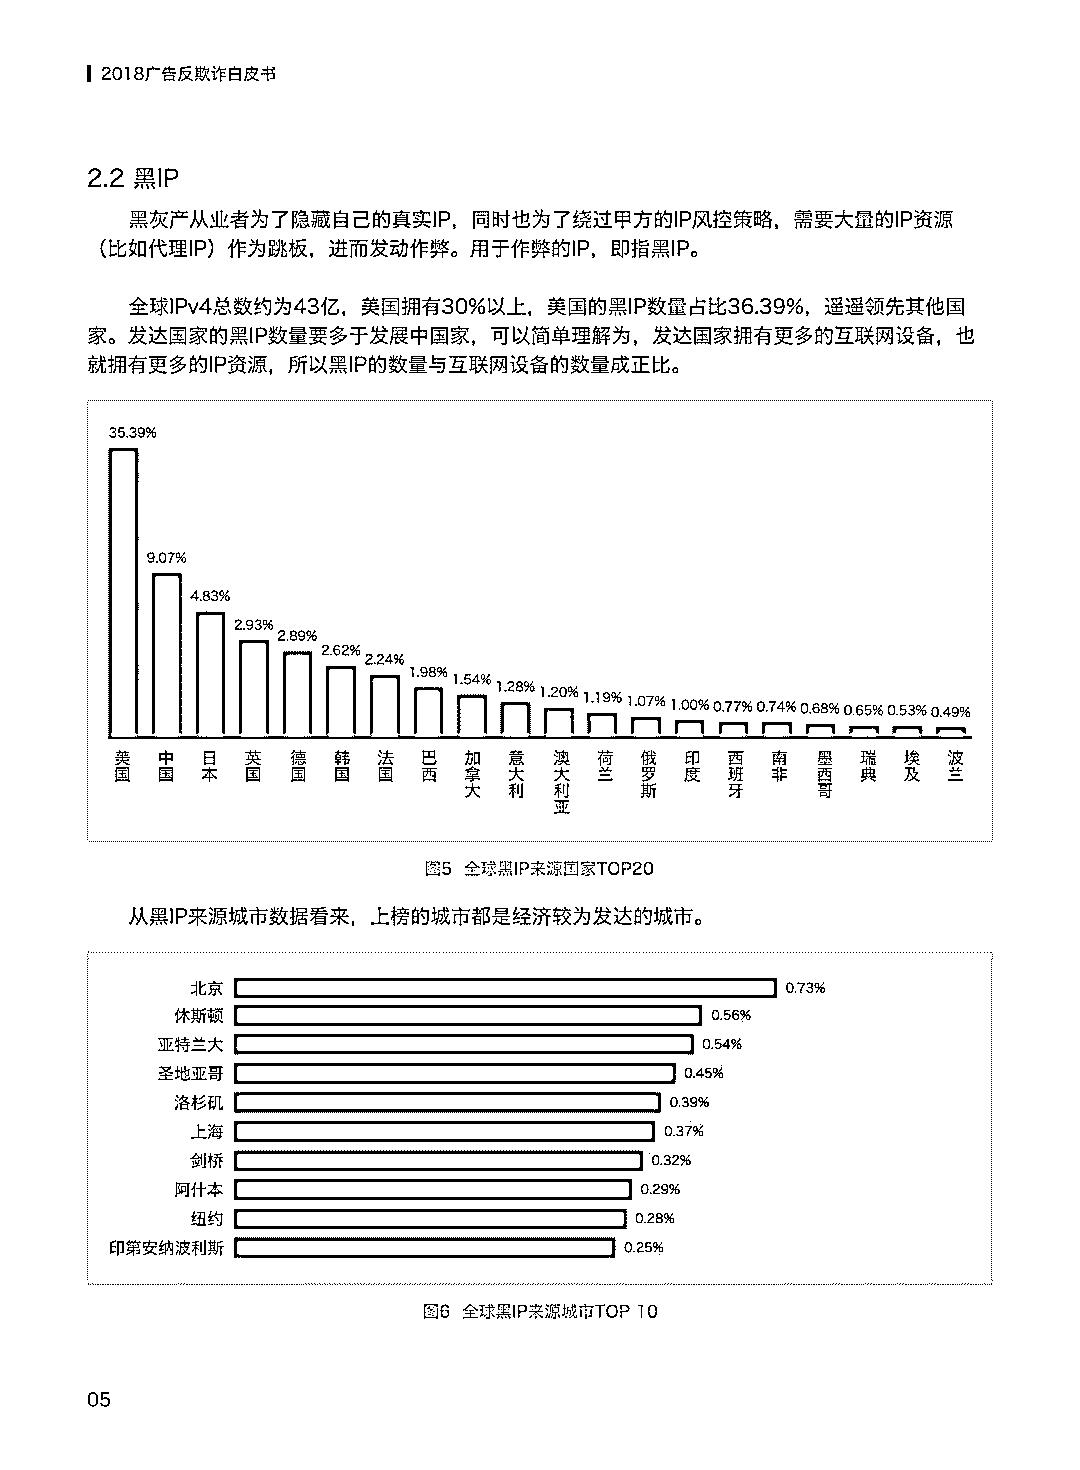 2018广告反欺诈白皮书
2.2 黑IP
黑灰产从业者为了隐藏自己的真实IP，同时也为了绕过甲方的IP风控策略，需要大量的IP资源
（比如代理IP）作为跳板，进而发动作弊。用于作弊的IP，即指黑IP。
全球IPv4总数约为43亿，美国拥有30%以上，美国的黑IP数量占比36.39%，遥遥领先其他国
家。发达国家的黑IP数量要多于发展中国家，可以简单理解为，发达国家拥有更多的互联网设备，也
就拥有更多的IP资源，所以黑IP的数量与互联网设备的数量成正比。
35.39%
9.07%
4.83%
2.93%
2.89%
2.62%
2.24%
1.98%
1.54%
1.28%
1.20%
1.19%
1.07%
1.00%
0.77%
0.74%
0.68%
0.65%
0.53%
0.49%
美国
中国
日本
英国
德国
韩国
法国
巴西
加拿大
意大利
澳大利亚
荷兰
俄罗斯
印度
西班牙
南非
墨西哥
瑞典
埃及
波兰
图5 全球黑IP来源国家TOP20
从黑IP来源城市数据看来，上榜的城市都是经济较为发达的城市。
北京 0.73%
休斯顿 0.56%
亚特兰大 0.54%
圣地亚哥 0.45%
洛杉矶 0.39%
上海 0.37%
剑桥 0.32%
阿什本 0.29%
纽约 0.28%
印第安纳波利斯 0.25%
图6 全球黑IP来源城市TOP 10
05